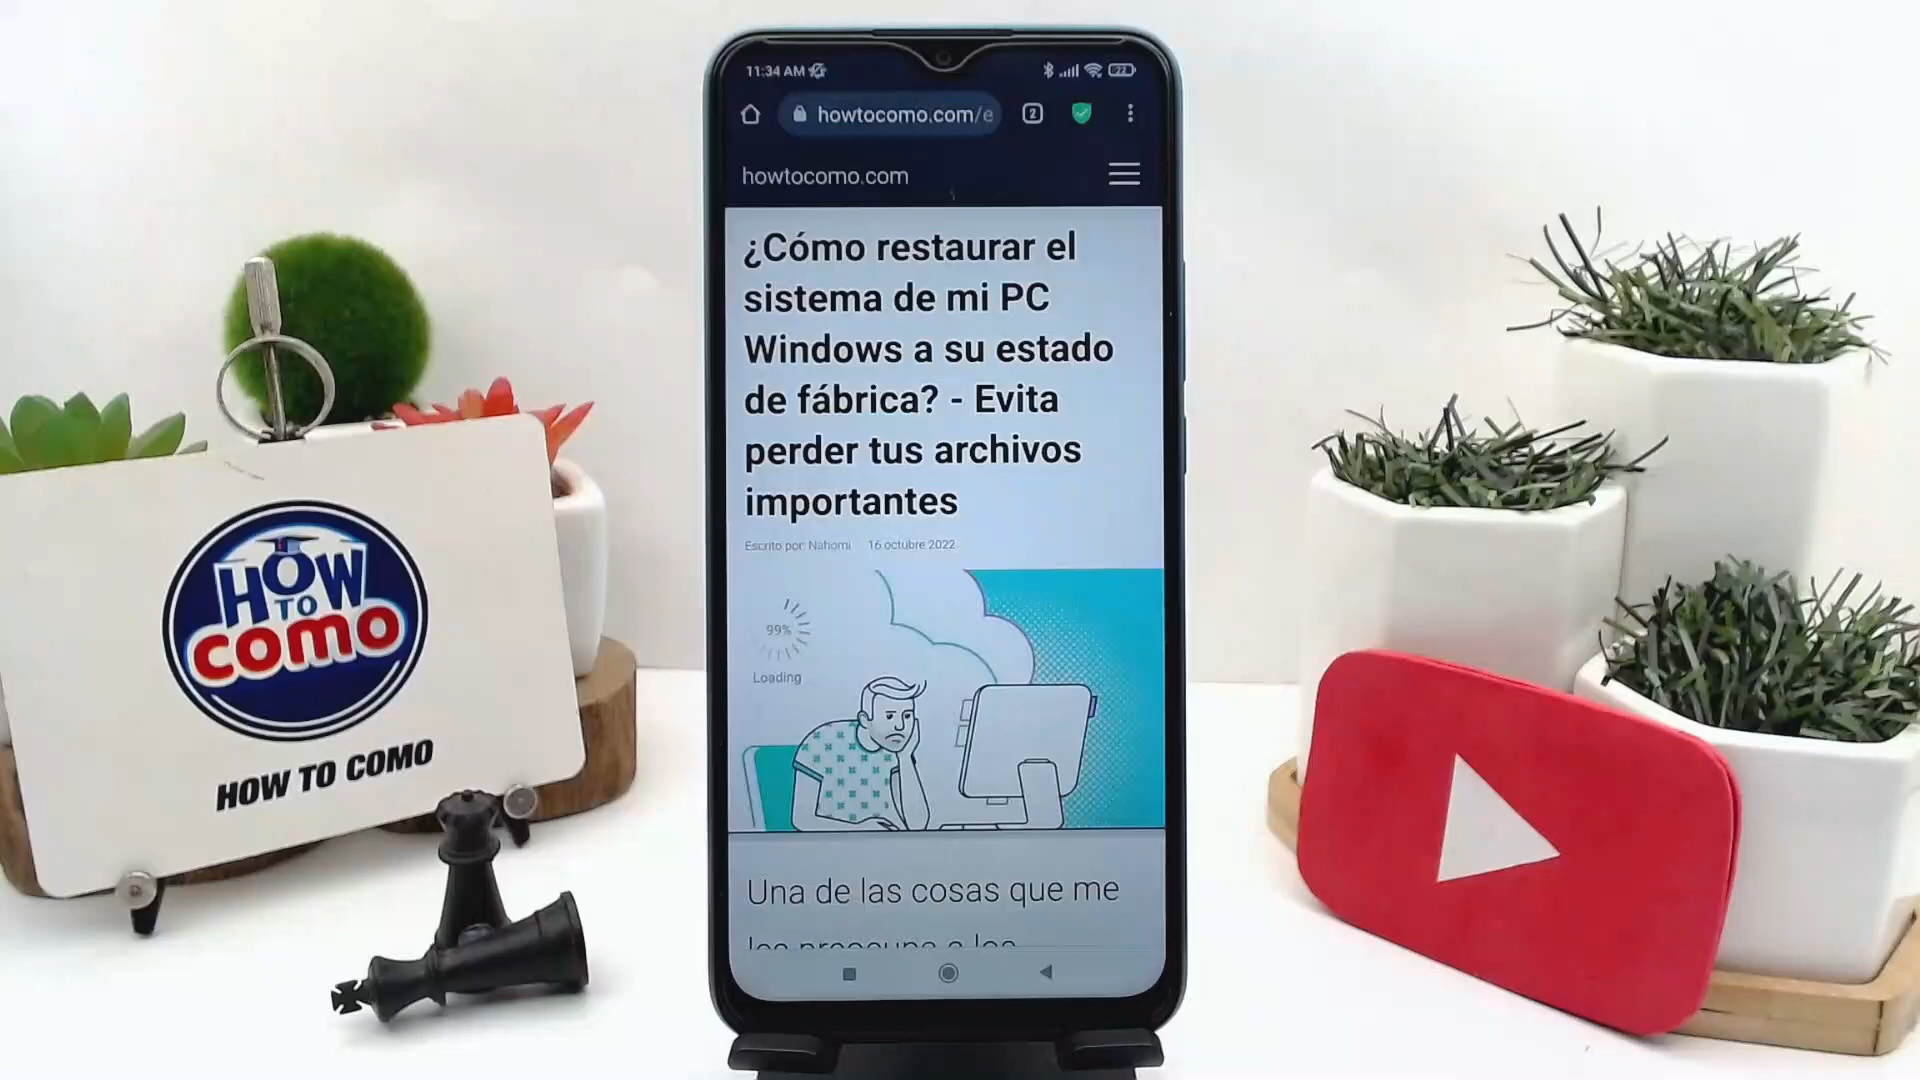 11:34 AM
22
howtocomo.com/e
2
howtocomo.com
¿Cómo restaurar el
sistema de mi PC
Windows a su estado
de fábrica? - Evita
perder tus archivos
importantes
Escrito por: Nahomi 16 octubre 2022
99%
Loading
Una de las cosas que me
HOW
TO
como
HOW TO COMO